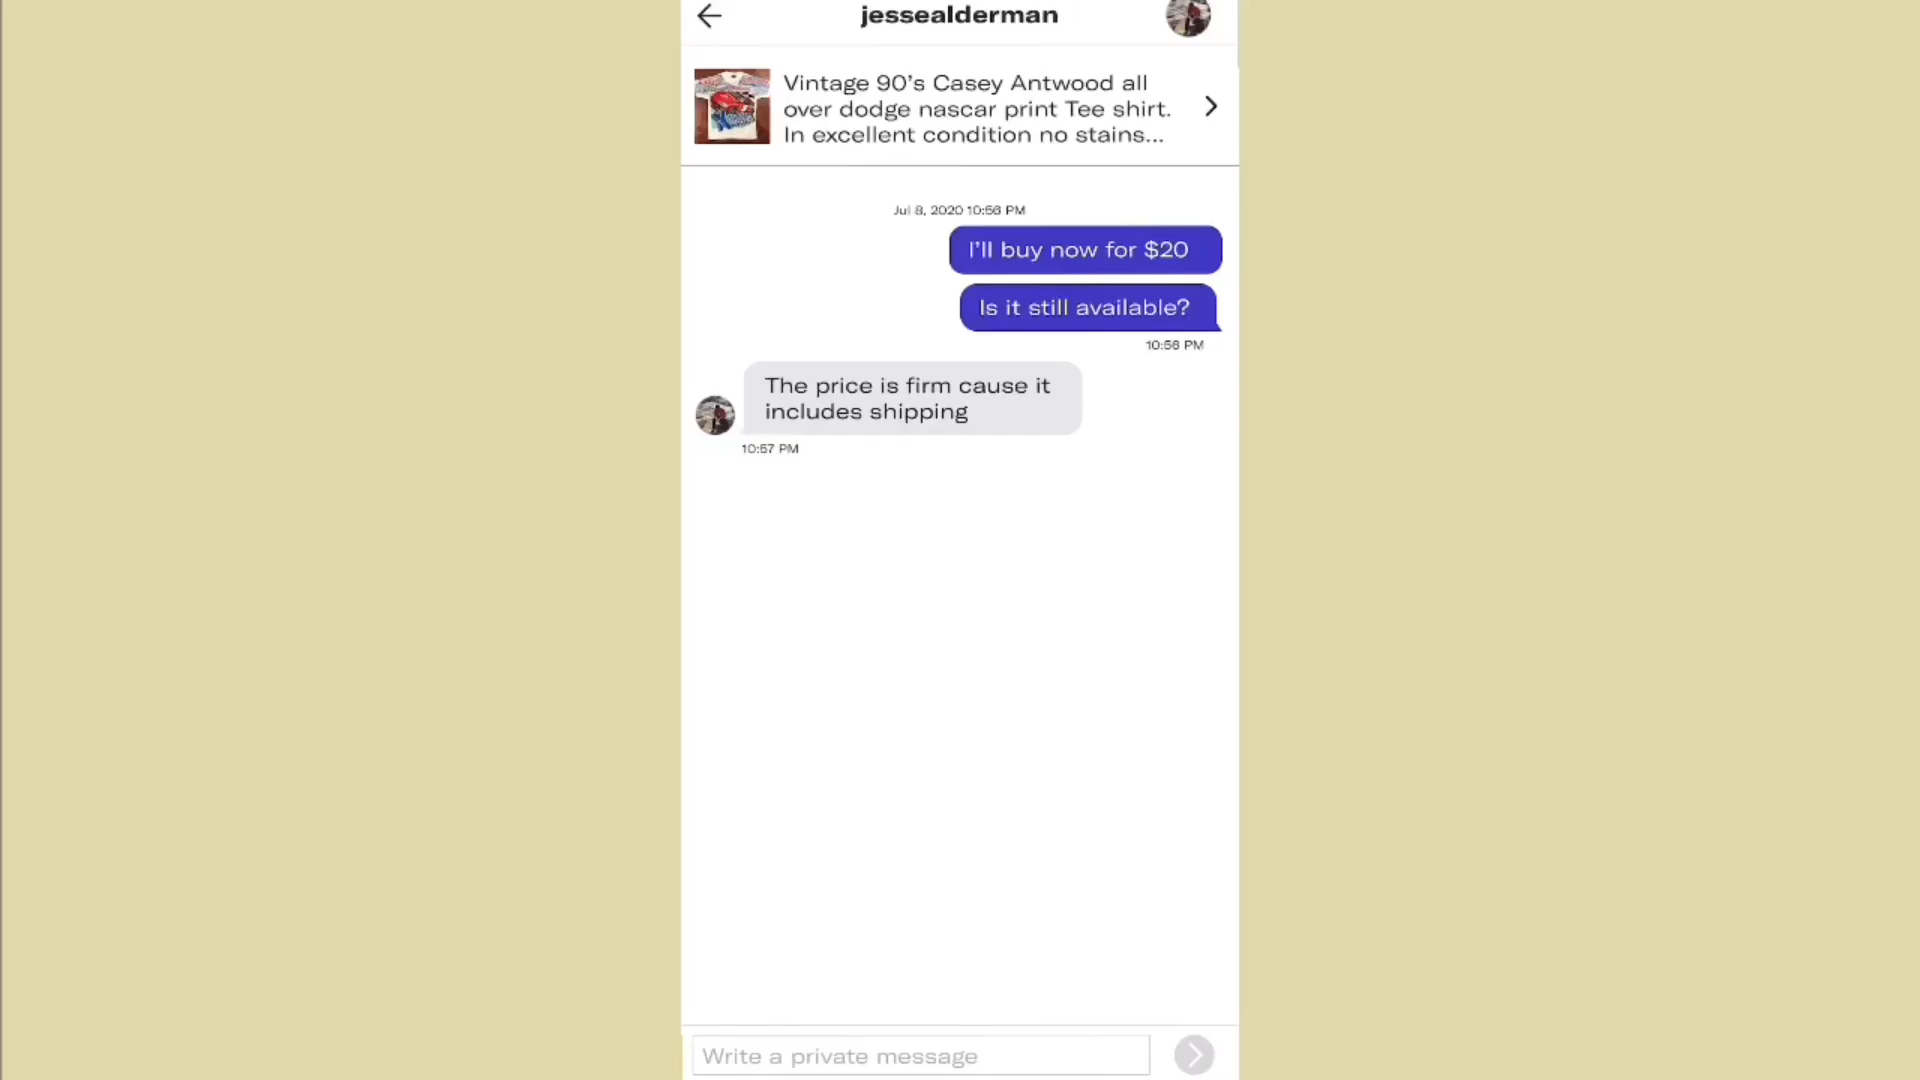 jessealderman
Vintage 90's Casey Antwood all
over dodge nascar print Tee shirt.
In excellent condition no stains...
Jul 8, 2020 10:56 PM
I'll buy now for $20
Is it still available?
10:56 PM
The price is firm cause it
includes shipping
10:57 PM
Write a private message